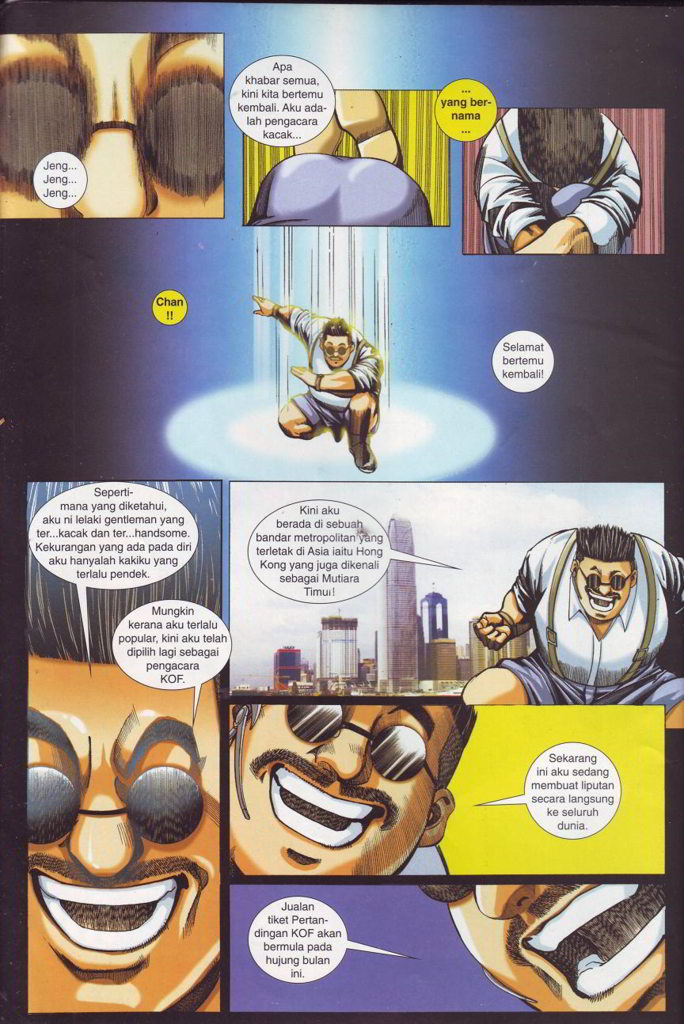 Jeng...
Jeng...
Jeng...
Apa
khabar semua,
kini kita bertemu
kembali. Aku ada-
lah pengacara
kacak...
...
yang ber-
nama
...
Chan
!!
Selamat
bertemu
kembali!
Seperti-
mana yang diketahui,
aku ni lelaki gentleman yang
ter...kacak dan ter...handsome.
Kekurangan yang ada pada diri
aku hanyalah kakiku yang
terlalu pendek.
Mungkin
kerana aku terlalu
popular, kini aku telah
dipilih lagi sebagai
pengacara
KOF.
Kini aku
berada di sebuah
bandar metropolitan yang
terletak di Asia iaitu Hong
Kong yang juga dikenali
sebagai Mutiara
Timur!
Sekarang
ini aku sedang
membuat liputan
secara langsung
ke seluruh
dunia.
Jualan
tiket Pertan-
dingan KOF akan
bermula pada
hujung bulan
ini.